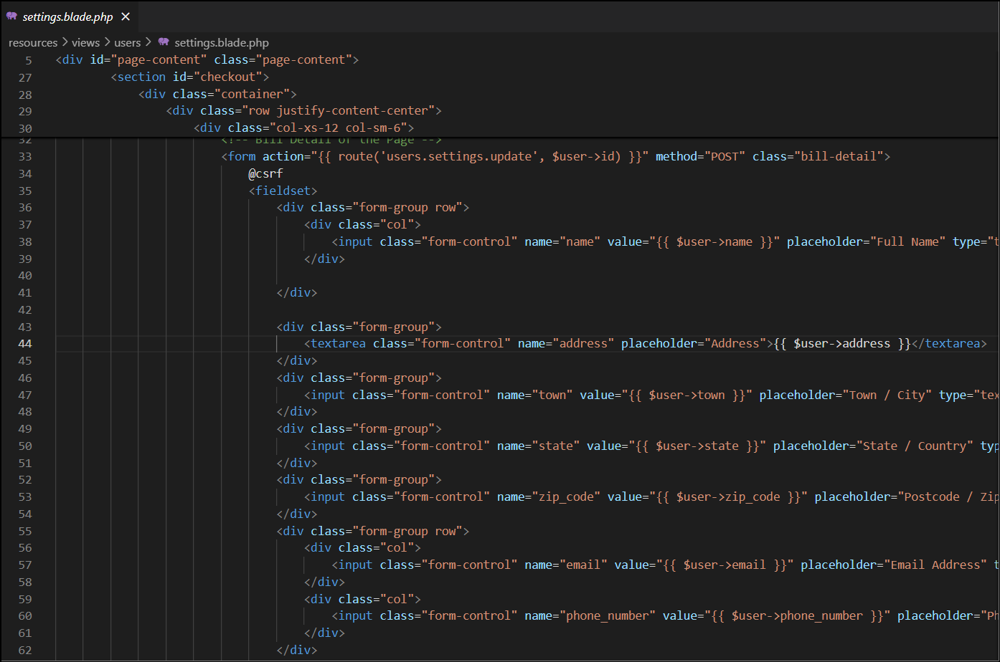 settings.blade.php
resources > views > users > settings.blade.php
5 <div id="page-content" class="page-content">
27 <section id="checkout">
28 <div class="container">
29 <div class="row justify-content-center">
30 <div class="col-xs-12 col-sm-6">
32 <!-- Bill Detail of the Page -->
33 <form action="{{ route('users.settings.update', $user->id) }}" method="POST" class="bill-detail">
34 @csrf
35 <fieldset>
36 <div class="form-group row">
37 <div class="col">
38 <input class="form-control" name="name" value="{{ $user->name }}" placeholder="Full Name" type="t
39 </div>
40
41 </div>
42
43 <div class="form-group">
44 <textarea class="form-control" name="address" placeholder="Address">{{ $user->address }}</textarea>
45 </div>
46 <div class="form-group">
47 <input class="form-control" name="town" value="{{ $user->town }}" placeholder="Town / City" type="tex
48 </div>
49 <div class="form-group">
50 <input class="form-control" name="state" value="{{ $user->state }}" placeholder="State / Country" typ
51 </div>
52 <div class="form-group">
53 <input class="form-control" name="zip_code" value="{{ $user->zip_code }}" placeholder="Postcode / Zip
54 </div>
55 <div class="form-group row">
56 <div class="col">
57 <input class="form-control" name="email" value="{{ $user->email }}" placeholder="Email Address" t
58 </div>
59 <div class="col">
60 <input class="form-control" name="phone_number" value="{{ $user->phone_number }}" placeholder="Ph
61 </div>
62 </div>